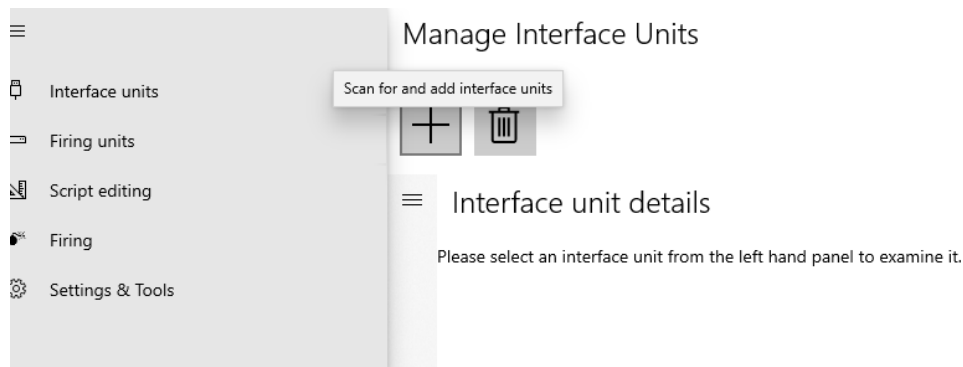 Manage Interface Units
Interface units
Scan for and add interface units
Firing units
Script editing
Firing
Settings & Tools
Interface unit details
Please select an interface unit from the left hand panel to examine it.